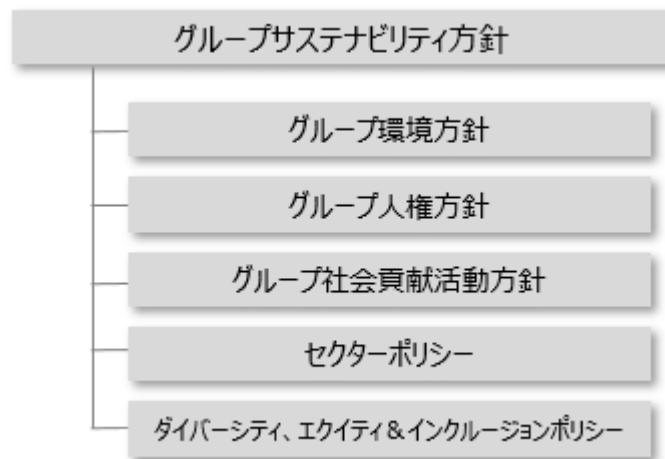 グループサステナビリティ方針
グループ環境方針
グループ人権方針
グループ社会貢献活動方針
セクターポリシー
ダイバーシティ、エクイティ&インクルージョンポリシー